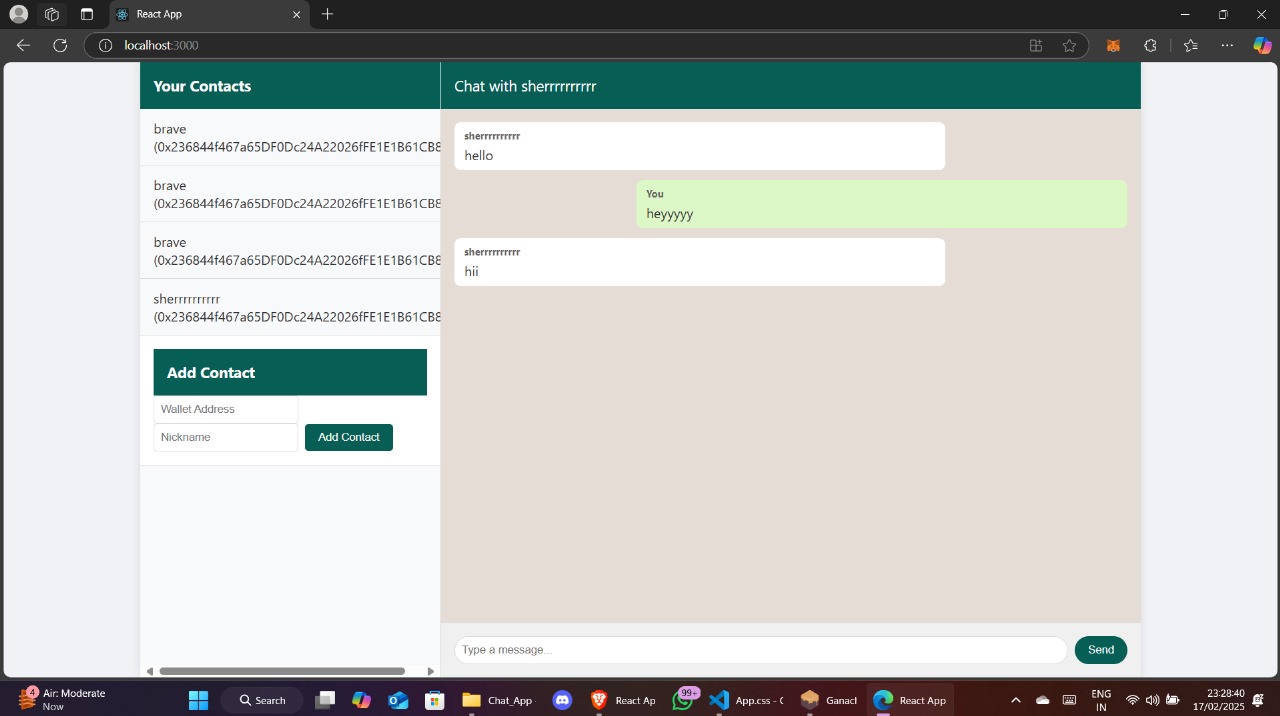 React App
localhost:3000
Your Contacts
Chat with sherrrrrrrrrr
brave
(0x236844f467a65DF0Dc24A22026fFE1E1B61CB8
brave
(0x236844f467a65DF0Dc24A22026fFE1E1B61CB8
brave
(0x236844f467a65DF0Dc24A22026fFE1E1B61CB8
sherrrrrrrrrr
(0x236844f467a65DF0Dc24A22026fFE1E1B61CB8
Add Contact
Wallet Address
Nickname
Add Contact
sherrrrrrrrrr
hello
You
heyyyyy
sherrrrrrrrrr
hii
Type a message...
Send
4
Air: Moderate
Now
Search
Chat_App
React Ap
99+
App.css - C
Ganacl
React App
ENG
IN
23:28:40
17/02/2025